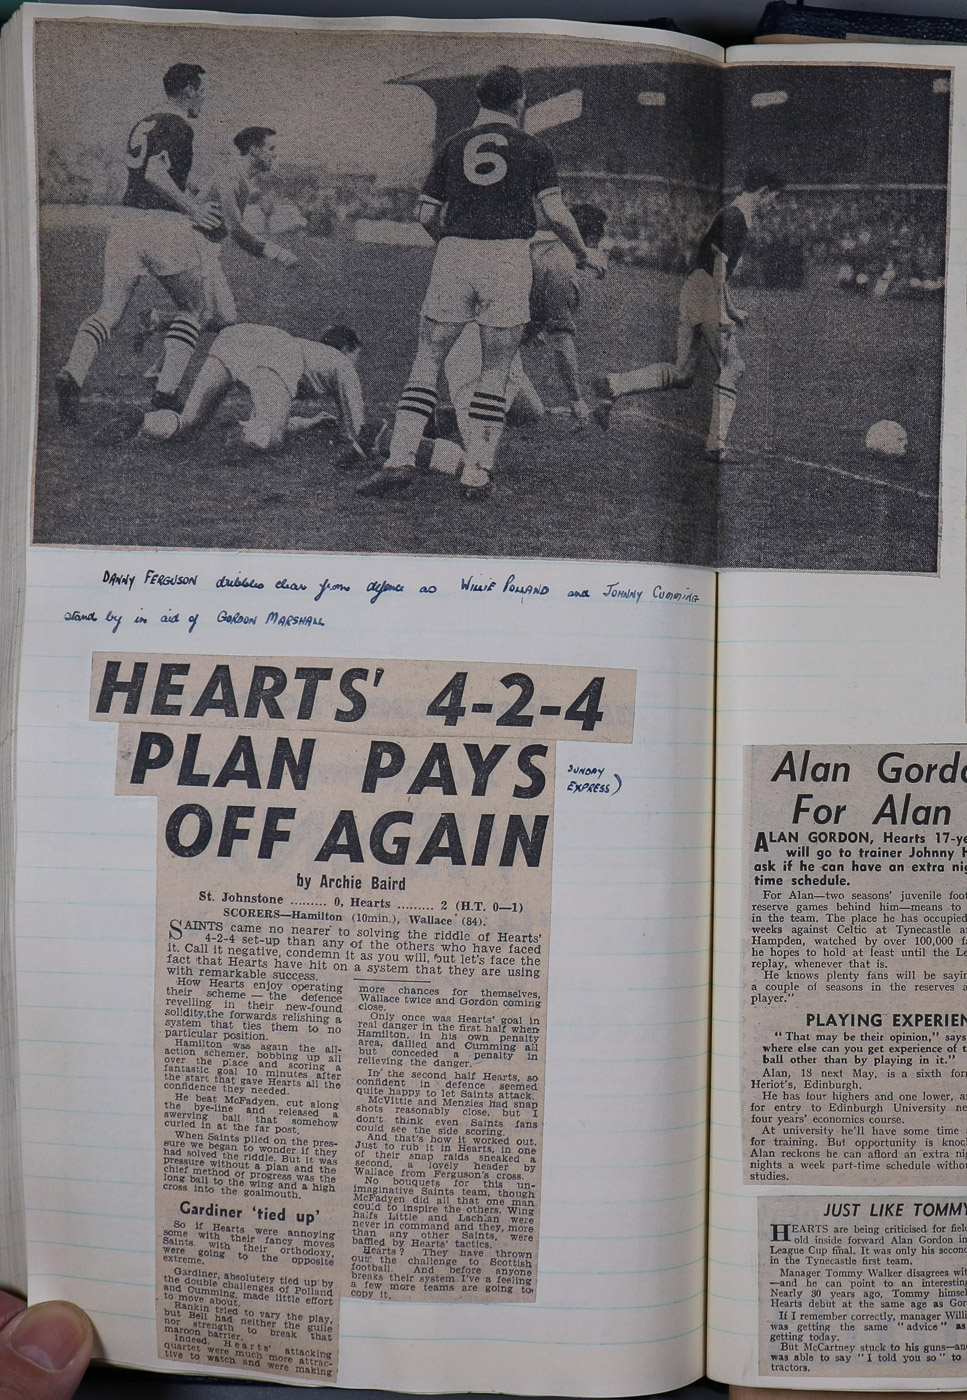 5
6
DANNY FERGUSON dribbles clear from defence as WILLIE POLLAND and JOHNNY CUMMING
stand by in aid of GORDON MARSHALL
HEARTS' 4-2-4
PLAN PAYS
OFF AGAIN
SUNDAY
EXPRESS)
by Archie Baird
St. Johnstone ......... 0, Hearts ......... 2 (H.T. 0—1)
SCORERS—Hamilton (10min.), Wallace (84).
SAINTS came no nearer to solving the riddle of Hearts'
4-2-4 set-up than any of the others who have faced
it. Call it negative, condemn it as you will, but let's face the
fact that Hearts have hit on a system that they are using
with remarkable success.
How Hearts enjoy operating
their scheme — the defence
revelling in their new-found
solidity, the forwards relishing a
system that ties them to no
particular position.
Hamilton was again the all-
action schemer, bobbing up all
over the place and scoring a
fantastic goal 10 minutes after
the start that gave Hearts all the
confidence they needed.
He beat McFadyen, cut along
the bye-line and released a
swerving ball that somehow
curled in at the far post.
When Saints piled on the pres-
sure we began to wonder if they
had solved the riddle. But it was
pressure without a plan and the
chief method of progress was the
long ball to the wing and a high
cross into the goalmouth.
Gardiner 'tied up'
So if Hearts were annoying
some with their fancy moves
Saints, with their orthodoxy,
were going to the opposite
extreme.
Gardiner, absolutely tied up by
the double challenges of Polland
and Cumming, made little effort
to move about.
Rankin tried to vary the play,
but Bell had neither the guile
nor strength to break that
maroon barrier.
Indeed, Hearts' attacking
quartet were much more attrac-
tive to watch and were making
more chances for themselves,
Wallace twice and Gordon coming
close.
Only once was Hearts' goal in
real danger in the first half when
Hamilton, in his own penalty
area, dallied and Cumming all
but conceded a penalty in
relieving the danger.
In the second half Hearts, so
confident in defence seemed
quite happy to let Saints attack.
McVittie and Menzies had snap
shots reasonably close, but I
don't think even Saints fans
could see the side scoring.
And that's how it worked out.
Just to rub it in Hearts, in one
of their snap raids sneaked a
second, a lovely header by
Wallace from Ferguson's cross.
No bouquets for this un-
imaginative Saints team, though
McFadyen did all that one man
could to inspire the others. Wing
halfs Little and Lachlan were
never in command and they, more
than any other Saints, were
baffled by Hearts' tactics.
Hearts? They have thrown
out the challenge to Scottish
football. And before anyone
breaks their system I've a feeling
a few more teams are going to
copy it.
Alan Gord
For Alan
ALAN GORDON, Hearts 17-ye
will go to trainer Johnny H
ask if he can have an extra nig
time schedule.
For Alan—two seasons' juvenile foot
reserve games behind him—means to
in the team. The place he has occupied
weeks against Celtic at Tynecastle a
Hampden, watched by over 100,000 f
he hopes to hold at least until the Le
replay, whenever that is.
He knows plenty fans will be sayin
a couple of seasons in the reserves a
player."
PLAYING EXPERIEN
"That may be their opinion," says
where else can you get experience of t
ball other than by playing in it."
Alan, 18 next May, is a sixth form
Heriot's, Edinburgh.
He has four highers and one lower, a
for entry to Edinburgh University ne
four years' economics course.
At university he'll have some time
for training. But opportunity is knoc
Alan reckons he can afford an extra nig
nights a week part-time schedule withou
studies.
JUST LIKE TOMMY
HEARTS are being criticised for fiel
old inside forward Alan Gordon in
League Cup final. It was only his second
in the Tynecastle first team.
Manager Tommy Walker disagrees wit
—and he can point to an interesting
Nearly 30 years ago, Tommy himse
Hearts debut at the same age as Gor
If I remember correctly, manager Willi
was getting the same "advice" as
getting today.
But McCartney stuck to his guns—an
was able to say "I told you so" to
tractors.